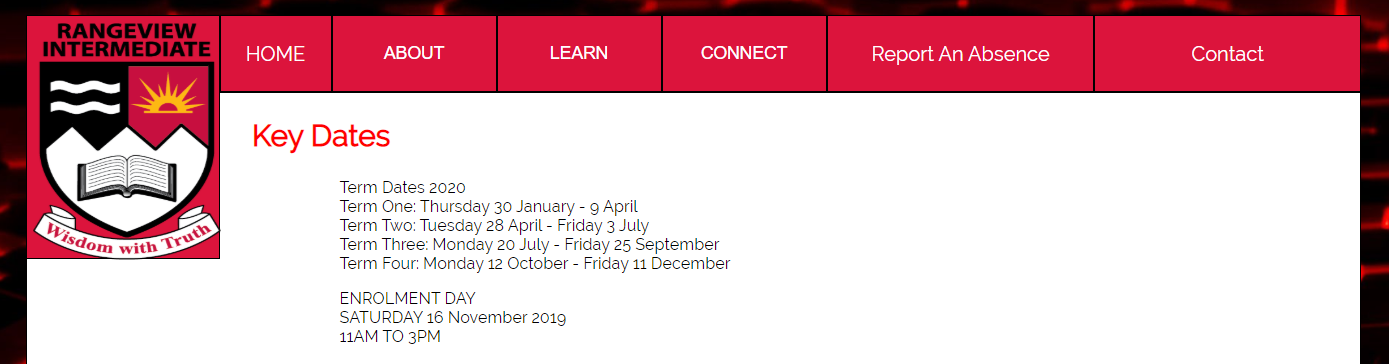 RANGEVIEW
INTERMEDIATE
Wisdom with Truth
HOME
ABOUT
LEARN
CONNECT
Report An Absence
Contact
Key Dates
Term Dates 2020
Term One: Thursday 30 January - 9 April
Term Two: Tuesday 28 April - Friday 3 July
Term Three: Monday 20 July - Friday 25 September
Term Four: Monday 12 October - Friday 11 December
ENROLMENT DAY
SATURDAY 16 November 2019
11AM TO 3PM